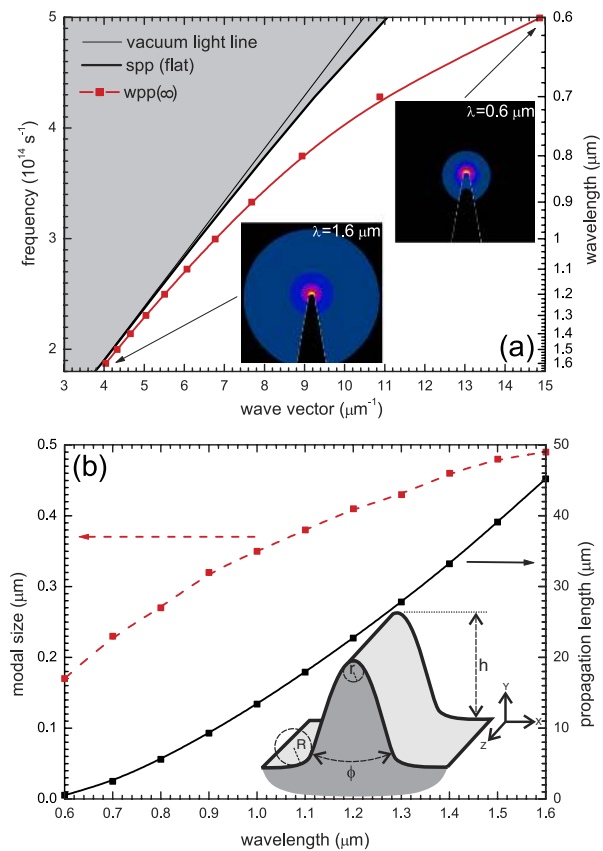 5
4
3
2
frequency (10¹⁴ s⁻¹)
vacuum light line
spp (flat)
wpp(∞)
λ=0.6 μm
λ=1.6 μm
(a)
0.6
0.7
0.8
0.9
1
1.1
1.2
1.3
1.4
1.5
1.6
wavelength (μm)
3 4 5 6 7 8 9 10 11 12 13 14 15
wave vector (μm⁻¹)
(b)
0.5
0.4
0.3
0.2
0.1
0.0
modal size (μm)
50
40
30
20
10
0
propagation length (μm)
r
h
R
ϕ
Y
X
Z
0.6 0.7 0.8 0.9 1.0 1.1 1.2 1.3 1.4 1.5 1.6
wavelength (μm)